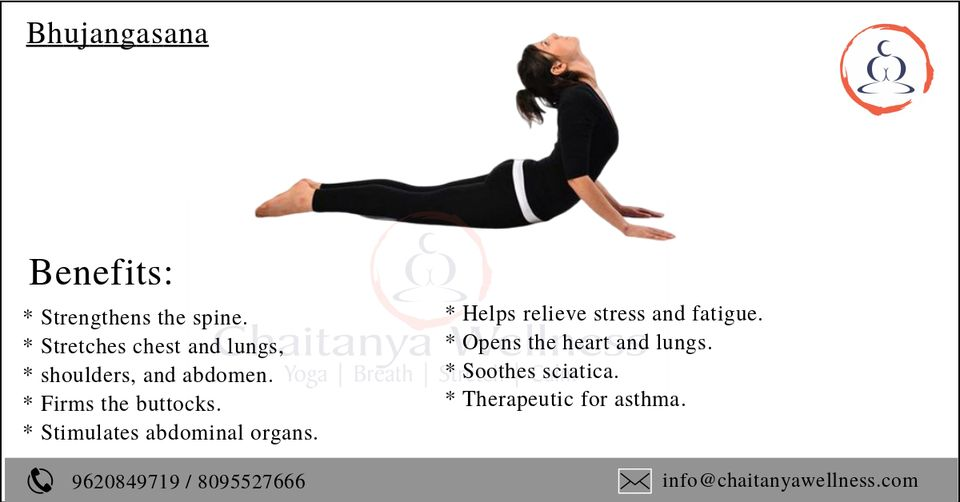 Bhujangasana
Benefits:
* Strengthens the spine.
* Stretches chest and lungs,
* shoulders, and abdomen.
* Firms the buttocks.
* Stimulates abdominal organs.
* Helps relieve stress and fatigue.
* Opens the heart and lungs.
* Soothes sciatica.
* Therapeutic for asthma.
Chaitanya Wellness
Yoga | Breath |
9620849719 / 8095527666
info@chaitanyawellness.com